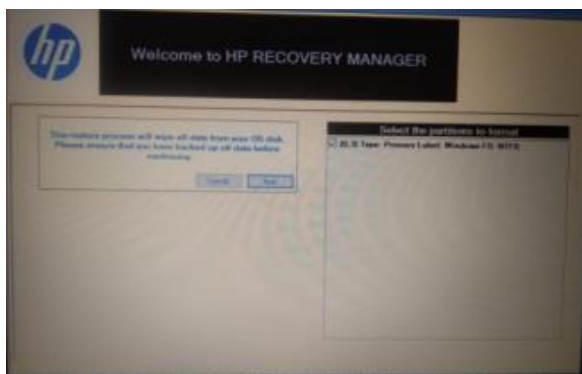 hp
Welcome to HP RECOVERY MANAGER
This restore process will wipe all data from your OS disk.
Please ensure that you have backed up all data before
continuing.
Cancel Next
Select the partitions to format
Type: Primary Label: Windows FS: NTFS